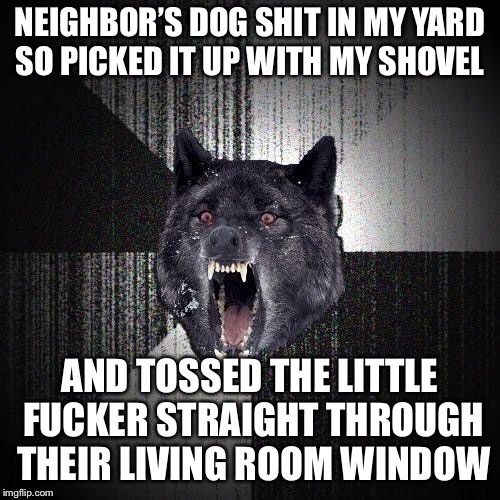 NEIGHBOR’S DOG SHIT IN MY YARD
SO PICKED IT UP WITH MY SHOVEL
AND TOSSED THE LITTLE
FUCKER STRAIGHT THROUGH
THEIR LIVING ROOM WINDOW
imgflip.com